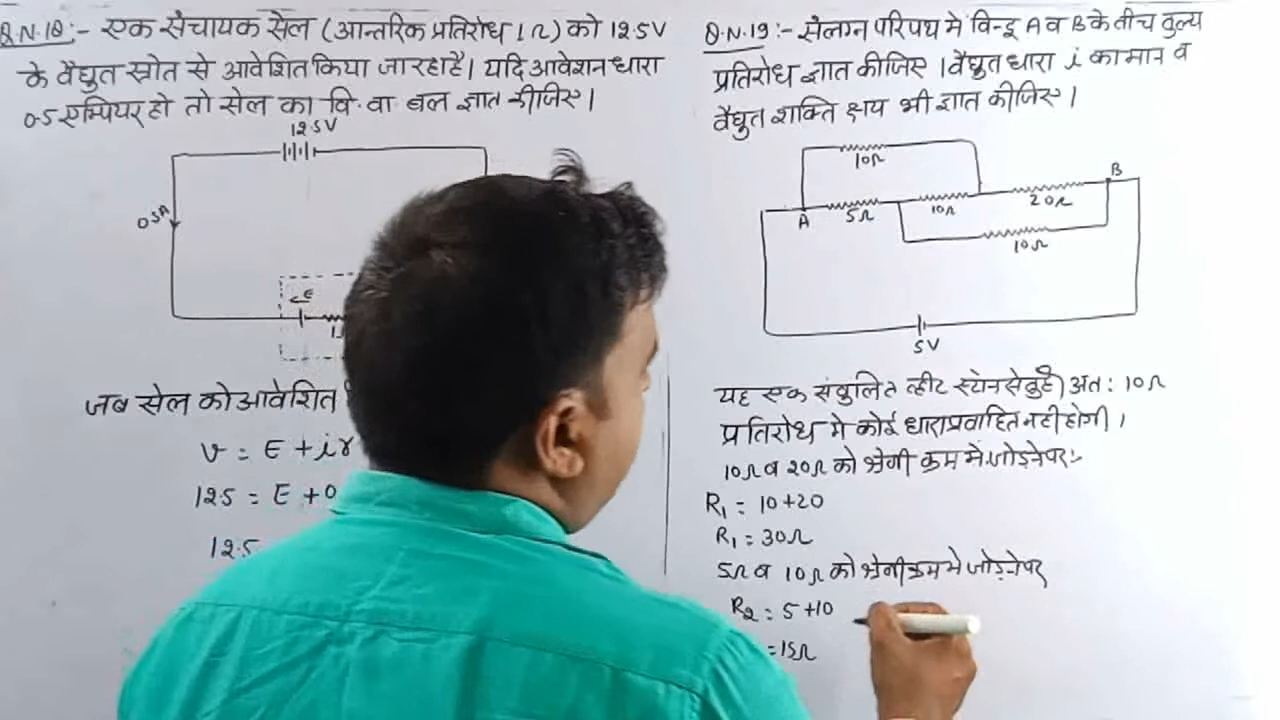 Q.N.18:- एक संचायक सेल (आन्तरिक प्रतिरोध 1Ω) को 12.5V
के वैद्युत स्रोत से आवेशित किया जा रहा है। यदि आवेशन धारा
0.5 एम्पियर हो तो सेल का वि. वा. बल ज्ञात कीजिए।
12.5V
0.5A
E
1
जब सेल को आवेशित
v = E + ir
12.5 = E + 0
12.5
Q.N.19:- संलग्न परिपथ मे विन्दु A व B के बीच तुल्य
प्रतिरोध ज्ञात कीजिए । वैद्युत धारा i का मान व
वैद्युत शक्ति क्षय भी ज्ञात कीजिए।
10Ω
B
A
5Ω
10Ω
20Ω
10Ω
5V
यह एक संतुलित व्हीट स्टोन सेतु है। अत: 10Ω
प्रतिरोध मे कोई धारा प्रवाहित नही होगी।
10Ω व 20Ω को श्रेणी क्रम में जोड़ने पर:-
R1 = 10+20
R1 = 30Ω
5Ω व 10Ω को श्रेणी क्रम मे जोड़ने पर
R2 = 5+10
=15Ω